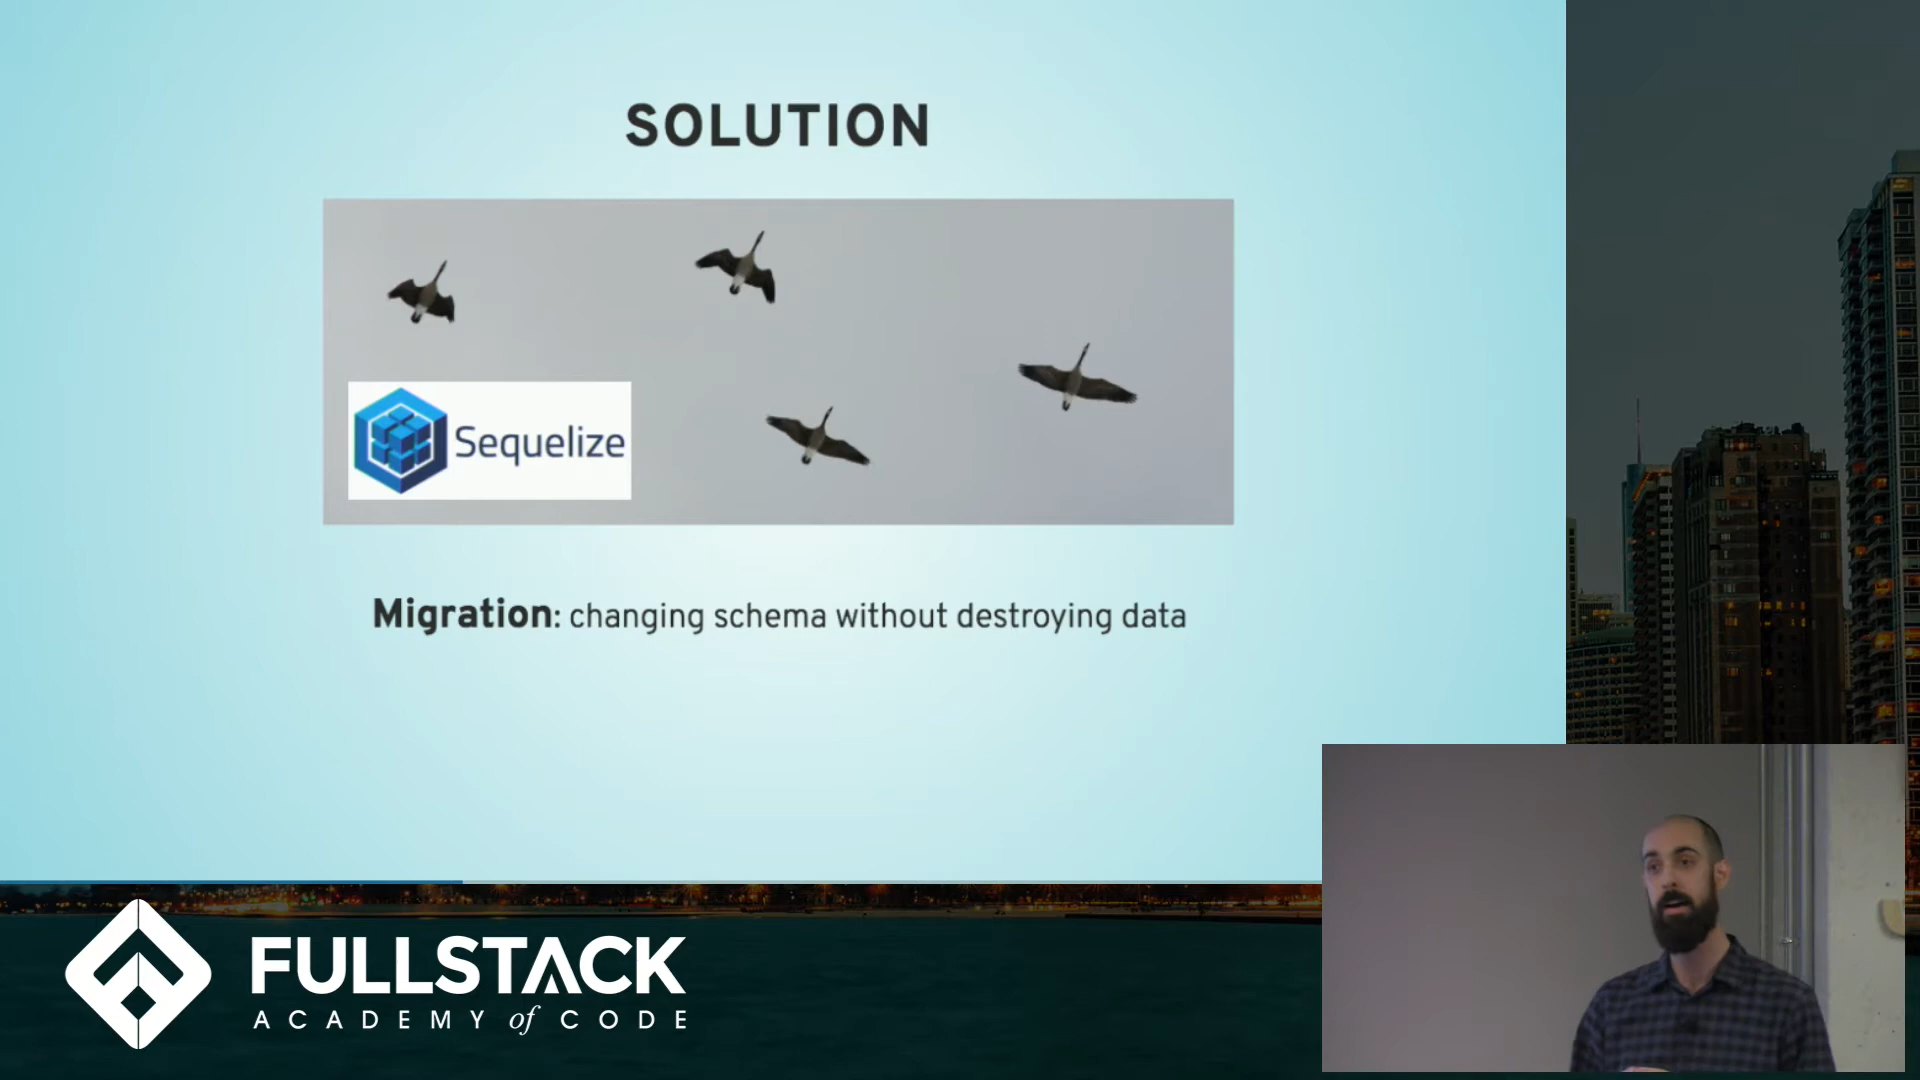 SOLUTION
Sequelize
Migration: changing schema without destroying data
FULLSTACK
ACADEMY of CODE